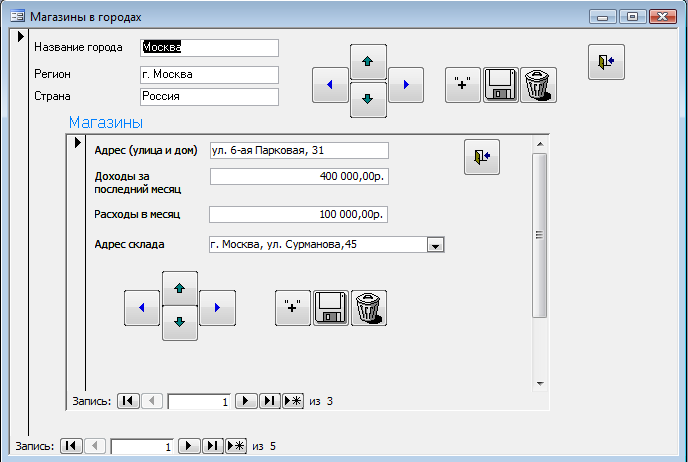 Магазины в городах
Название города Москва
Регион г. Москва
Страна Россия
"+"
Магазины
Адрес (улица и дом) ул. 6-ая Парковая, 31
Доходы за
последний месяц 400 000,00р.
Расходы в месяц 100 000,00р.
Адрес склада г. Москва, ул. Сурманова,45
"+"
Запись: 1 из 3
Запись: 1 из 5